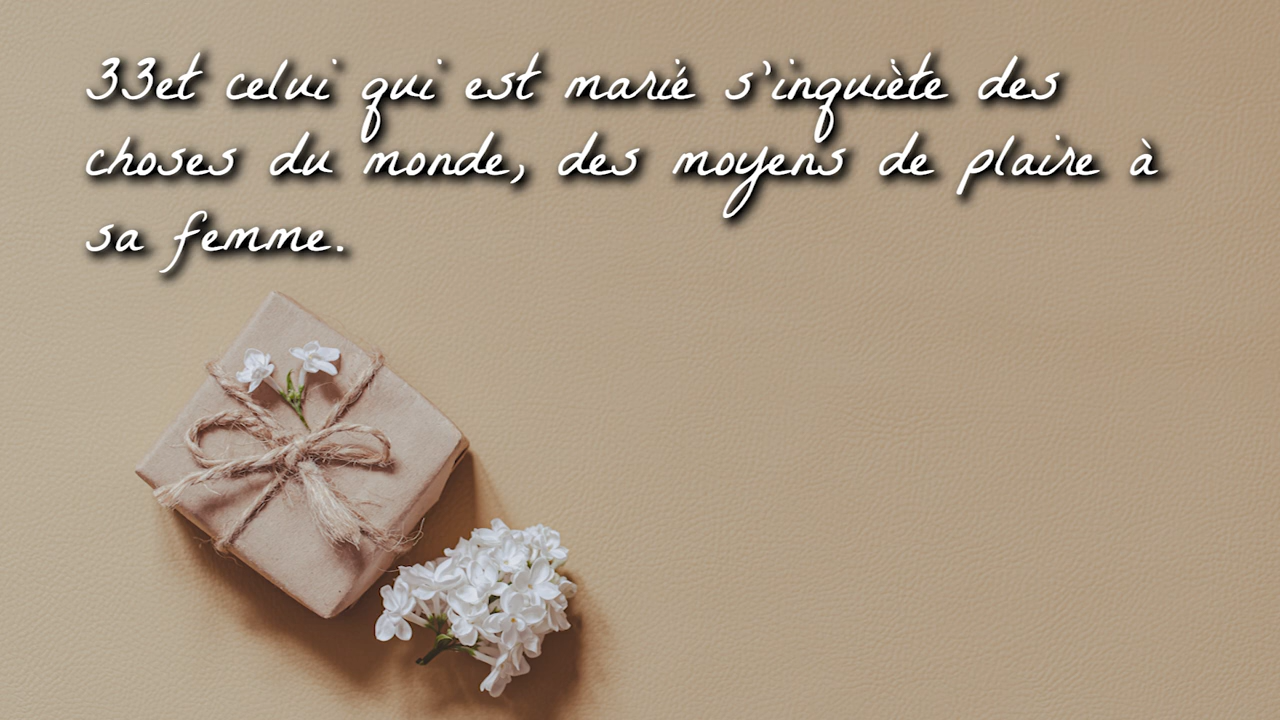 33et celui qui est marié s'inquiète des
choses du monde, des moyens de plaire à
sa femme.